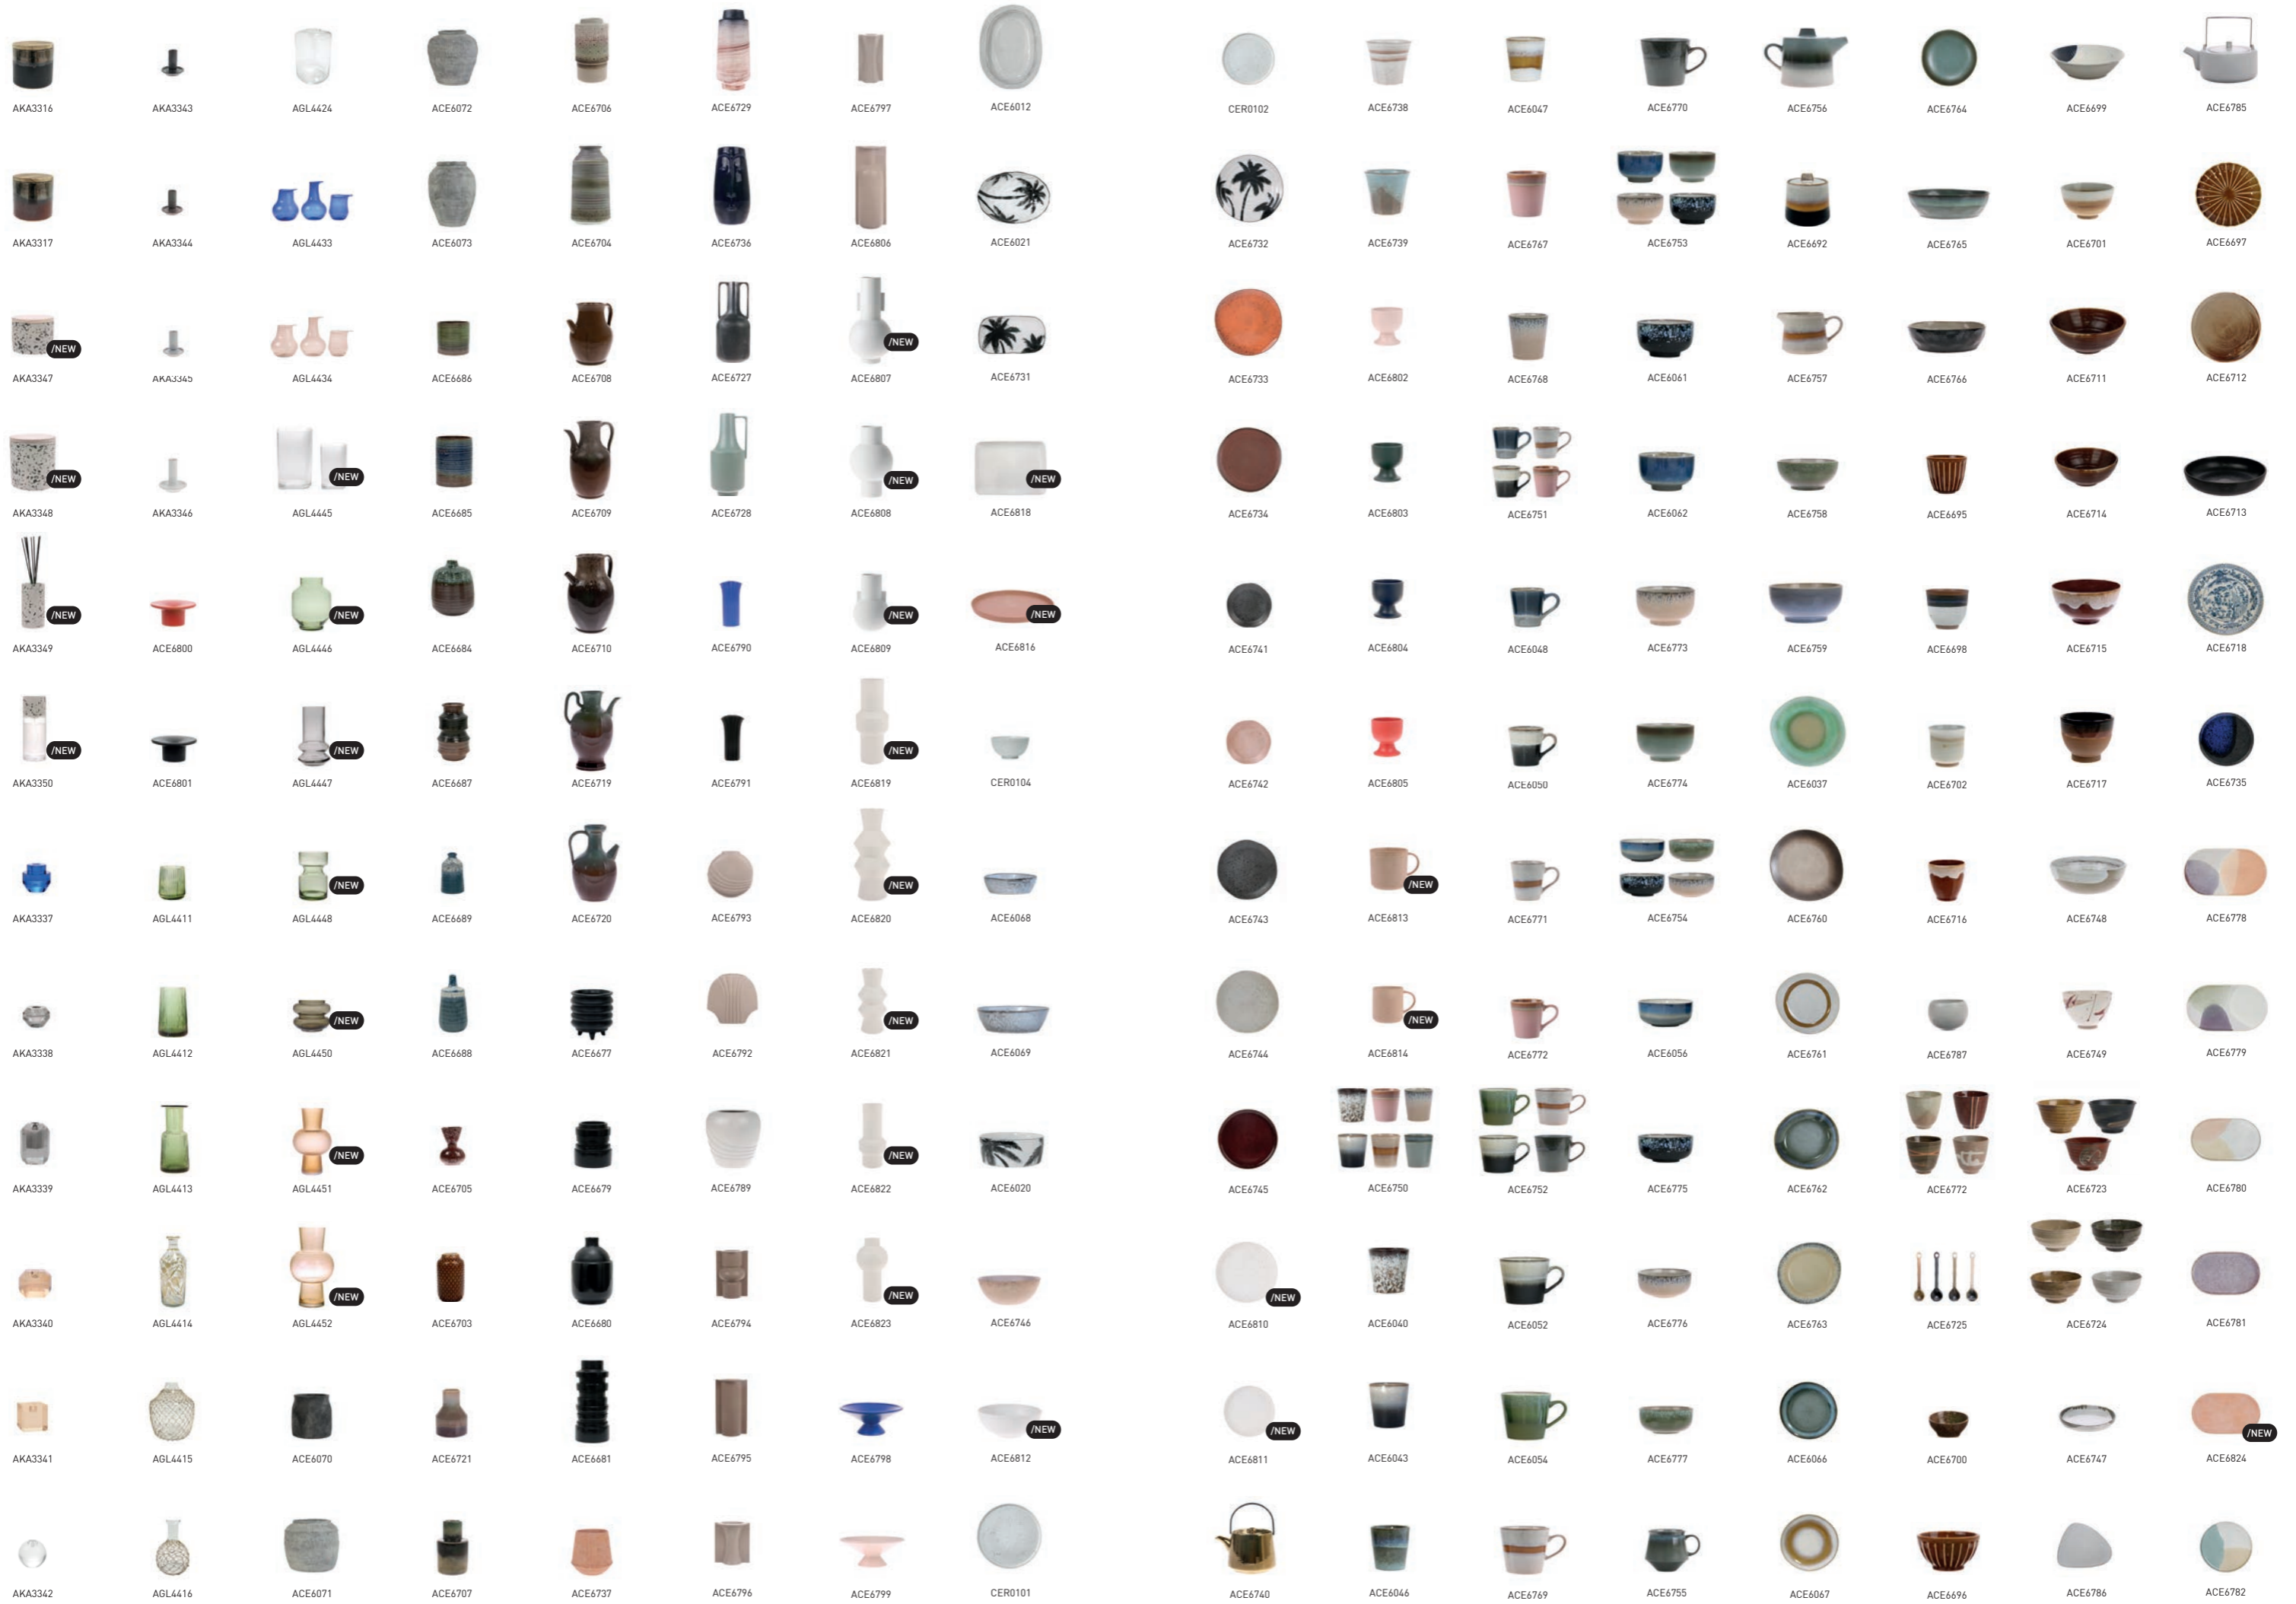 AKA3316 AKA3343 AGL4424 ACE6072 ACE6706 ACE6729 ACE6797 ACE6012 CER0102 ACE6738 ACE6047 ACE6770 ACE6756 ACE6764 ACE6699 ACE6785
AKA3317 AKA3344 AGL4433 ACE6073 ACE6704 ACE6736 ACE6806 ACE6021 ACE6732 ACE6739 ACE6767 ACE6753 ACE6692 ACE6765 ACE6701 ACE6697
/NEW /NEW
AKA3347 AKA3345 AGL4434 ACE6686 ACE6708 ACE6727 ACE6807 ACE6731 ACE6733 ACE6802 ACE6768 ACE6061 ACE6757 ACE6766 ACE6711 ACE6712
/NEW /NEW /NEW /NEW
AKA3348 AKA3346 AGL4445 ACE6685 ACE6709 ACE6728 ACE6808 ACE6818 ACE6734 ACE6803 ACE6751 ACE6062 ACE6758 ACE6695 ACE6714 ACE6713
/NEW /NEW /NEW /NEW
AKA3349 ACE6800 AGL4446 ACE6684 ACE6710 ACE6790 ACE6809 ACE6816 ACE6741 ACE6804 ACE6048 ACE6773 ACE6759 ACE6698 ACE6715 ACE6718
/NEW /NEW /NEW
AKA3350 ACE6801 AGL4447 ACE6687 ACE6719 ACE6791 ACE6819 CER0104 ACE6742 ACE6805 ACE6050 ACE6774 ACE6037 ACE6702 ACE6717 ACE6735
/NEW /NEW /NEW
AKA3337 AGL4411 AGL4448 ACE6689 ACE6720 ACE6793 ACE6820 ACE6068 ACE6743 ACE6813 ACE6771 ACE6754 ACE6760 ACE6716 ACE6748 ACE6778
/NEW /NEW /NEW
AKA3338 AGL4412 AGL4450 ACE6688 ACE6677 ACE6792 ACE6821 ACE6069 ACE6744 ACE6814 ACE6772 ACE6056 ACE6761 ACE6787 ACE6749 ACE6779
/NEW /NEW
AKA3339 AGL4413 AGL4451 ACE6705 ACE6679 ACE6789 ACE6822 ACE6020 ACE6745 ACE6750 ACE6752 ACE6775 ACE6762 ACE6772 ACE6723 ACE6780
/NEW /NEW /NEW
AKA3340 AGL4414 AGL4452 ACE6703 ACE6680 ACE6794 ACE6823 ACE6746 ACE6810 ACE6040 ACE6052 ACE6776 ACE6763 ACE6725 ACE6724 ACE6781
/NEW /NEW /NEW
AKA3341 AGL4415 ACE6070 ACE6721 ACE6681 ACE6795 ACE6798 ACE6812 ACE6811 ACE6043 ACE6054 ACE6777 ACE6066 ACE6700 ACE6747 ACE6824
AKA3342 AGL4416 ACE6071 ACE6707 ACE6737 ACE6796 ACE6799 CER0101 ACE6740 ACE6046 ACE6769 ACE6755 ACE6067 ACE6696 ACE6786 ACE6782